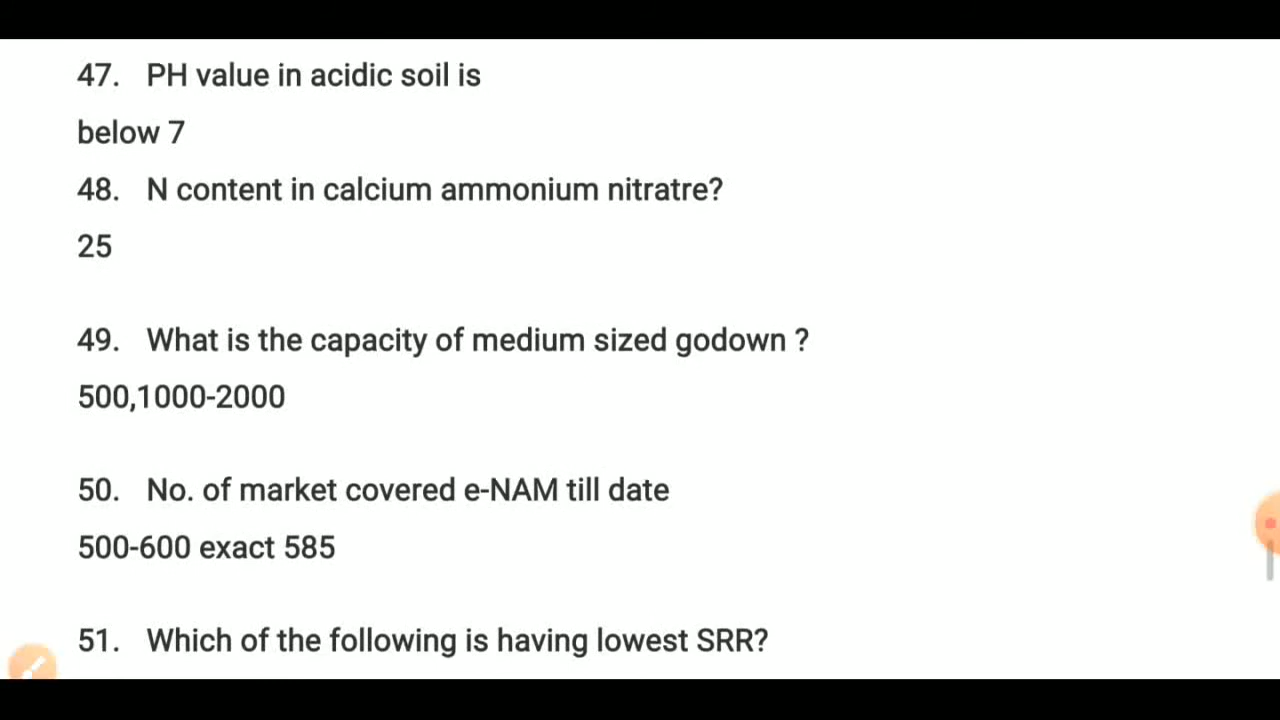 47. PH value in acidic soil is
below 7
48. N content in calcium ammonium nitratre?
25
49. What is the capacity of medium sized godown ?
500,1000-2000
50. No. of market covered e-NAM till date
500-600 exact 585
51. Which of the following is having lowest SRR?